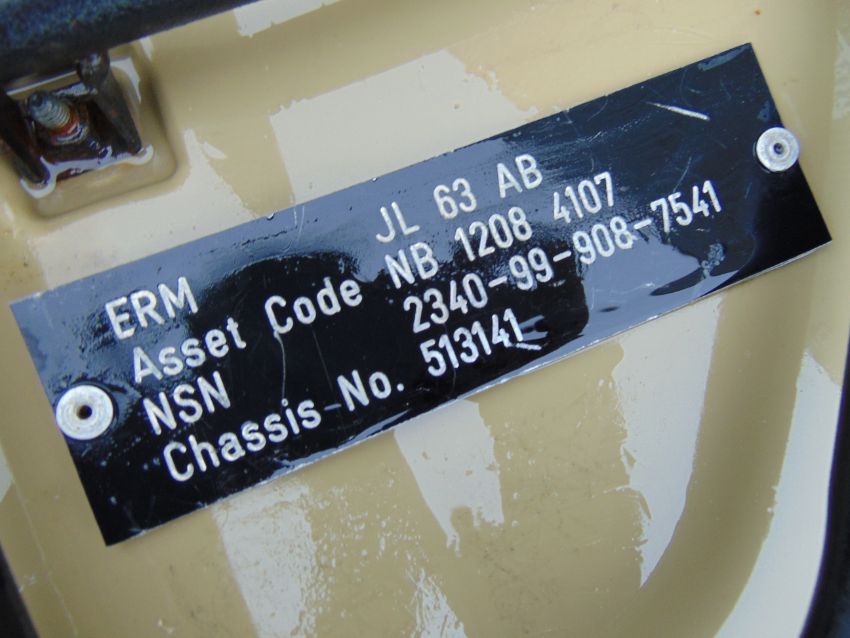 ERM JL 63 AB
Asset Code NB 1208 4107
NSN 2340-99-908-7541
Chassis No. 513141